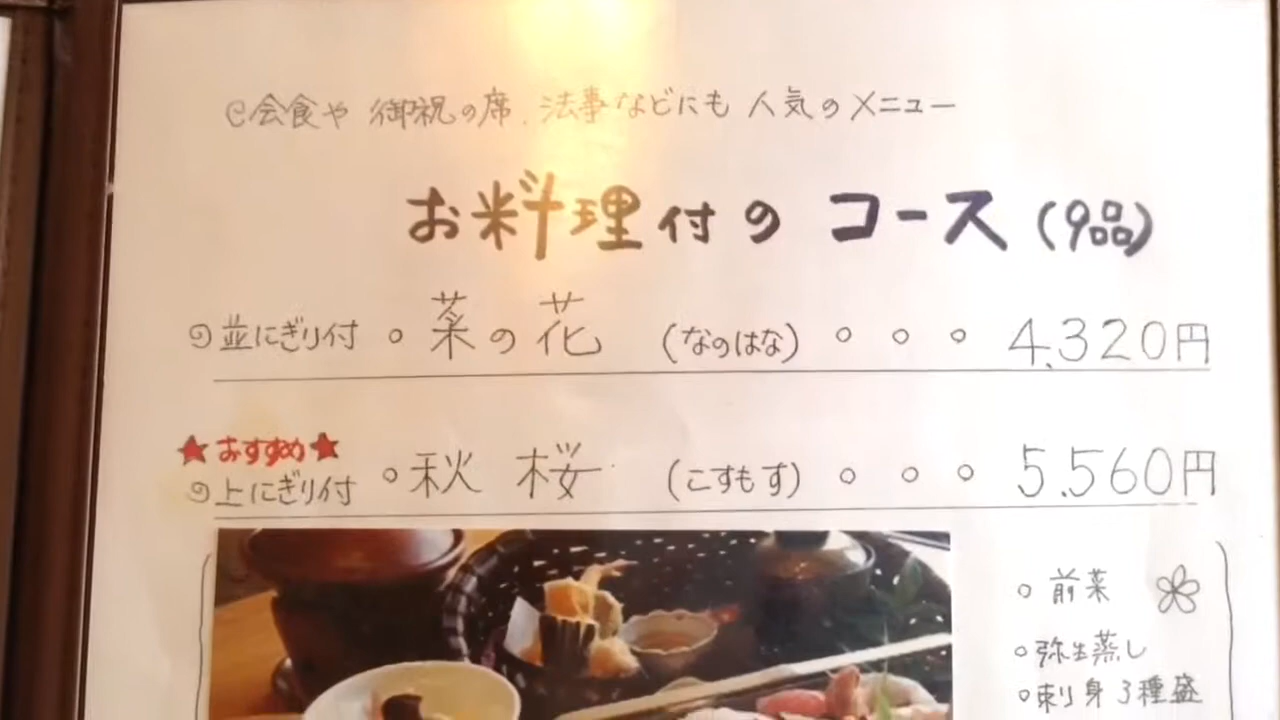 会食や 御祝の席、法事などにも 人気のメニュー
お料理付のコース(9品)
並にぎり付 ○ 菜の花 (なのはな) ○ ○ ○ 4,320円
★おすすめ★
上にぎり付 ○秋 桜 (こすもす) ○ ○ ○ 5.560円
○ 前菜
○ 弥生蒸し
○ 刺身3種盛